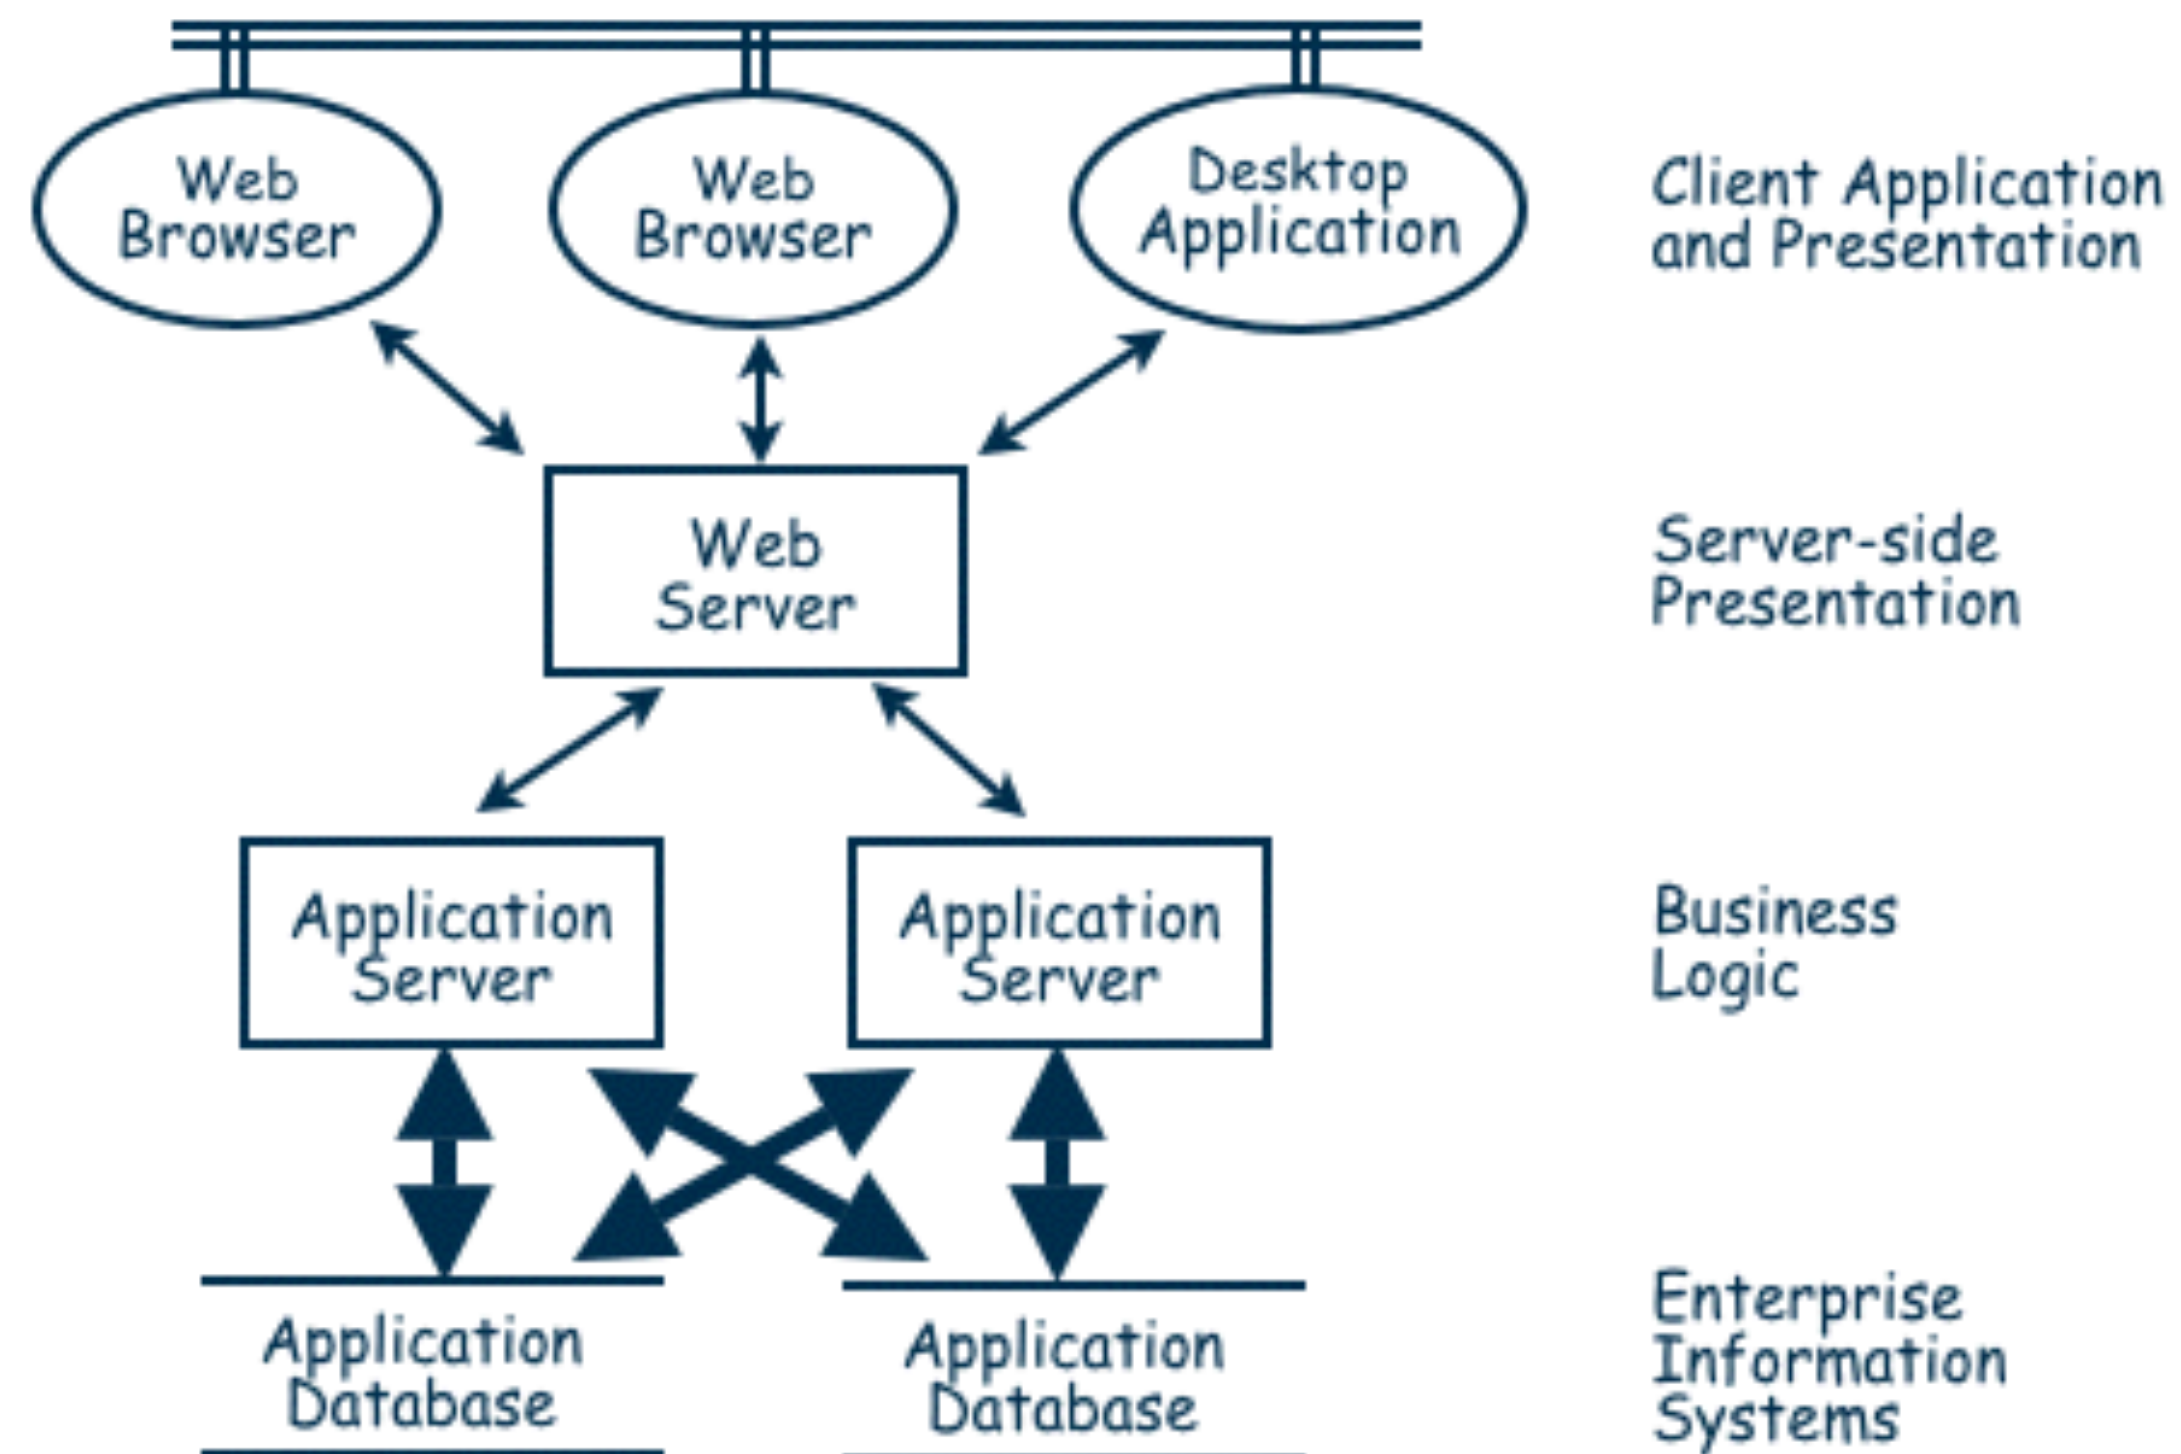 Web
Browser
Web
Browser
Desktop
Application
Client Application
and Presentation
Web
Server
Server-side
Presentation
Application
Server
Application
Server
Business
Logic
Application
Database
Application
Database
Enterprise
Information
Systems